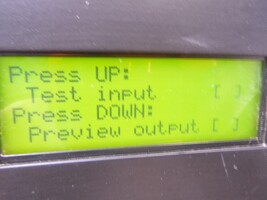 Press UP:
Test input [ ]
Press DOWN:
Preview output [ ]